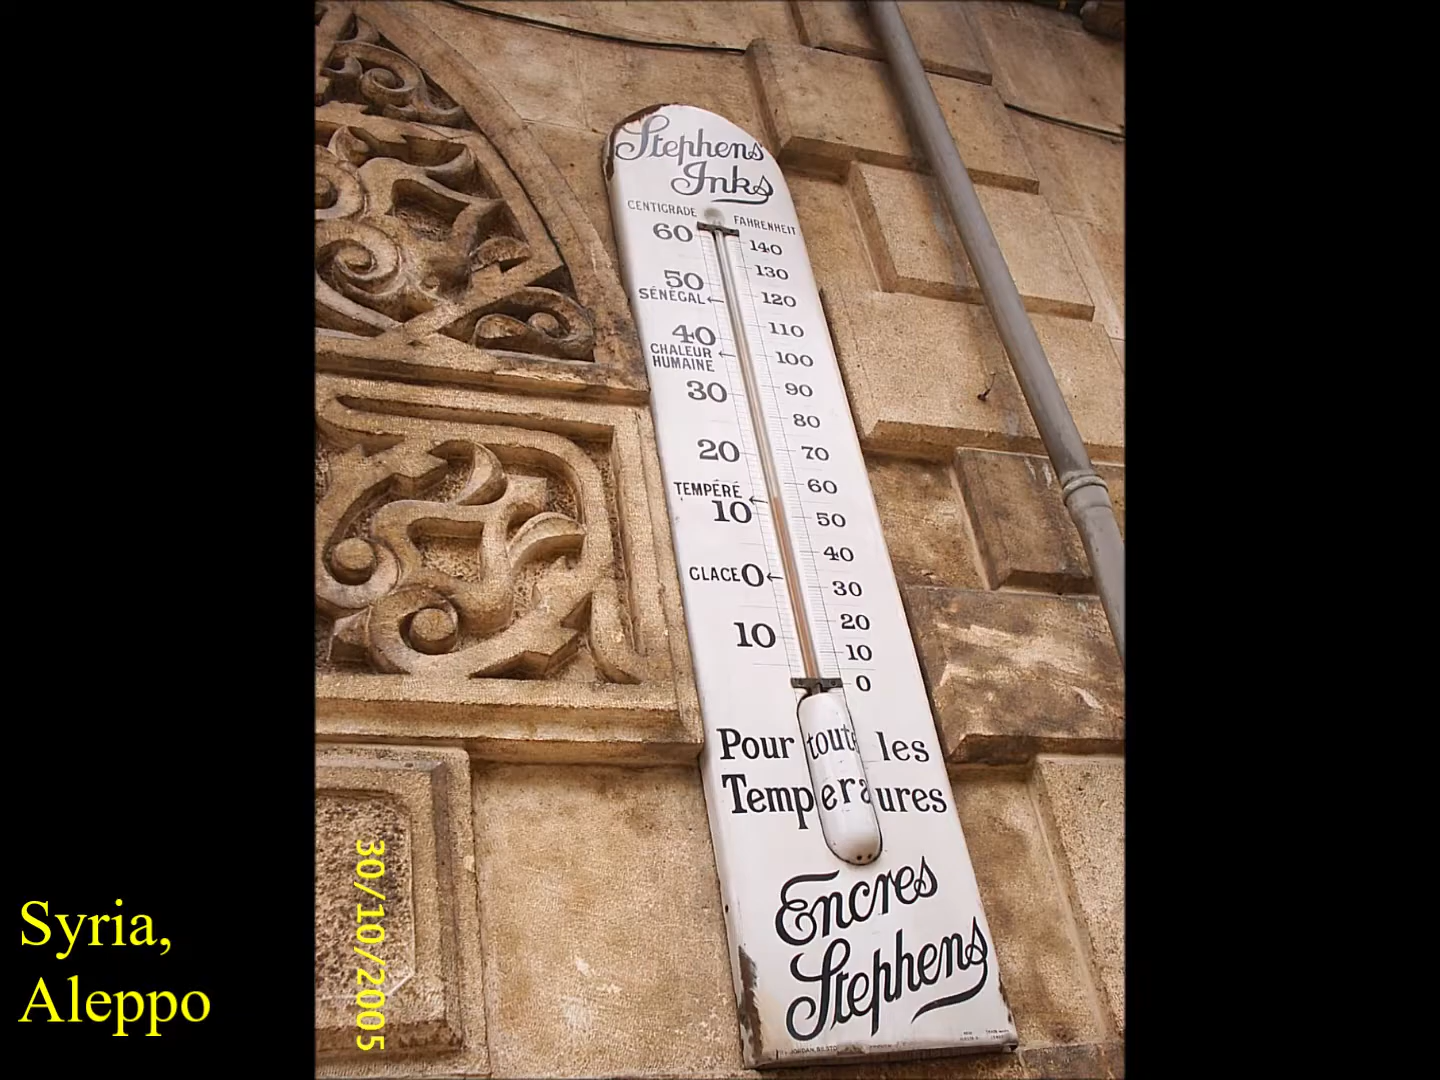 Stephens
Inks
CENTIGRADE FAHRENHEIT
60 140
130
50 SÉNÉGAL 120
110
40 CHALEUR HUMAINE 100
30 90
80
20 70
TEMPÉRÉ 60
10 50
40
GLACE 0 30
20
10 10
0
Pour toutes les
Temperaures
Encres
Stephens
30/10/2005
Syria,
Aleppo